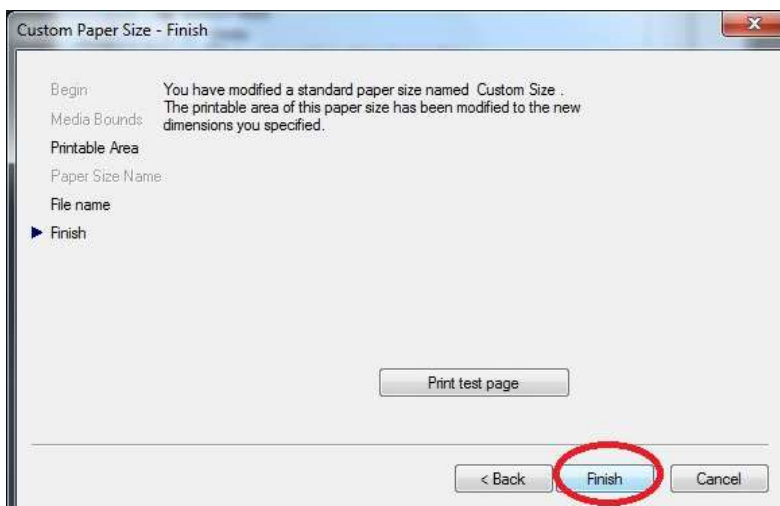 Custom Paper Size - Finish
Begin
Media Bounds
Printable Area
Paper Size Name
File name
Finish
You have modified a standard paper size named  Custom Size .
The printable area of this paper size has been modified to the new
dimensions you specified.
Print test page
< Back
Finish
Cancel